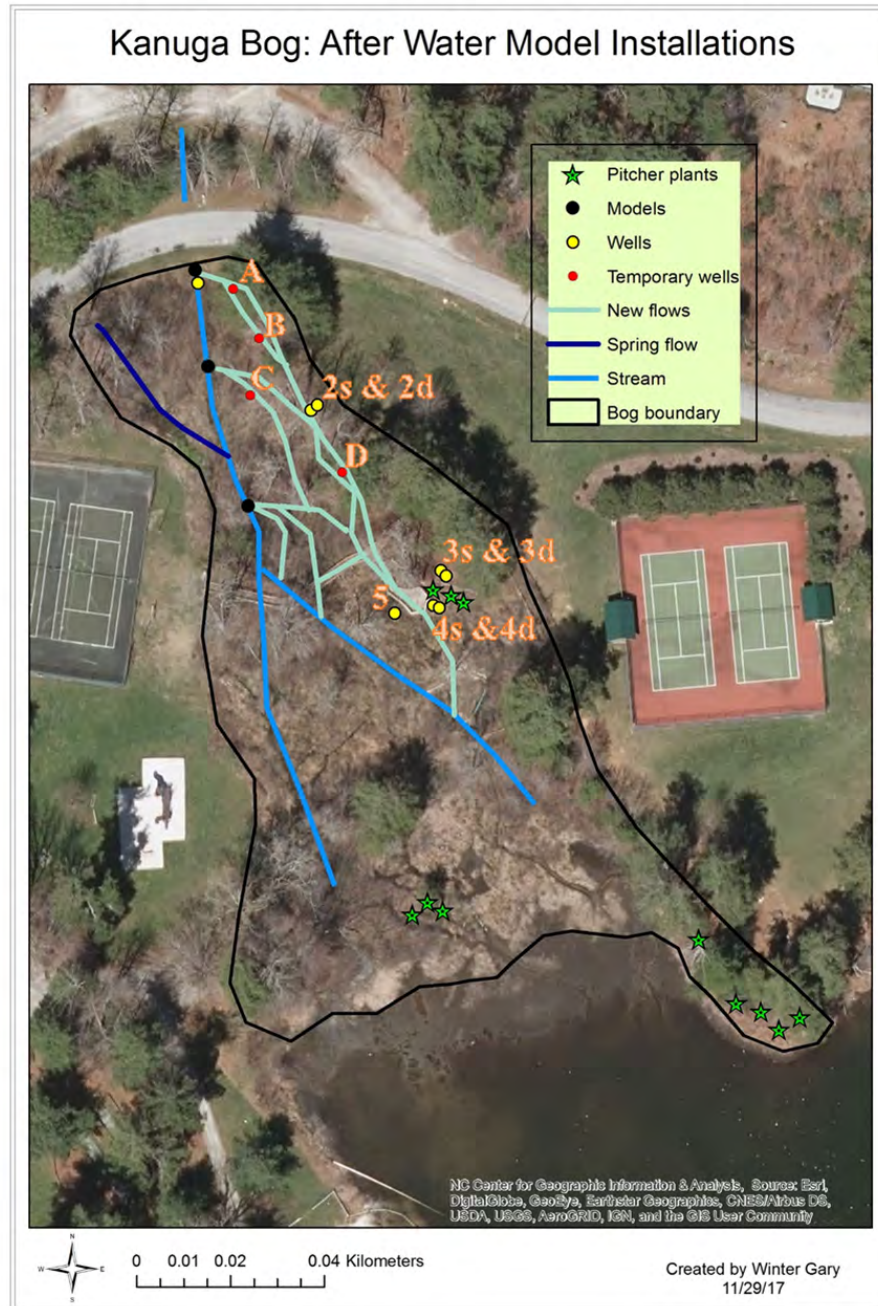 Kanuga Bog: After Water Model Installations
Pitcher plants
Models
Wells
Temporary wells
New flows
Spring flow
Stream
Bog boundary
A
B
2s & 2d
C
D
3s & 3d
5
4s &4d
NC Center for Geographic Information & Analysis, Source: Esri,
DigitalGlobe, GeoEye, Earthstar Geographics, CNES/Airbus DS,
USDA, USGS, AeroGRID, IGN, and the GIS User Community
N
W E
S
0 0.01 0.02 0.04 Kilometers
Created by Winter Gary
11/29/17